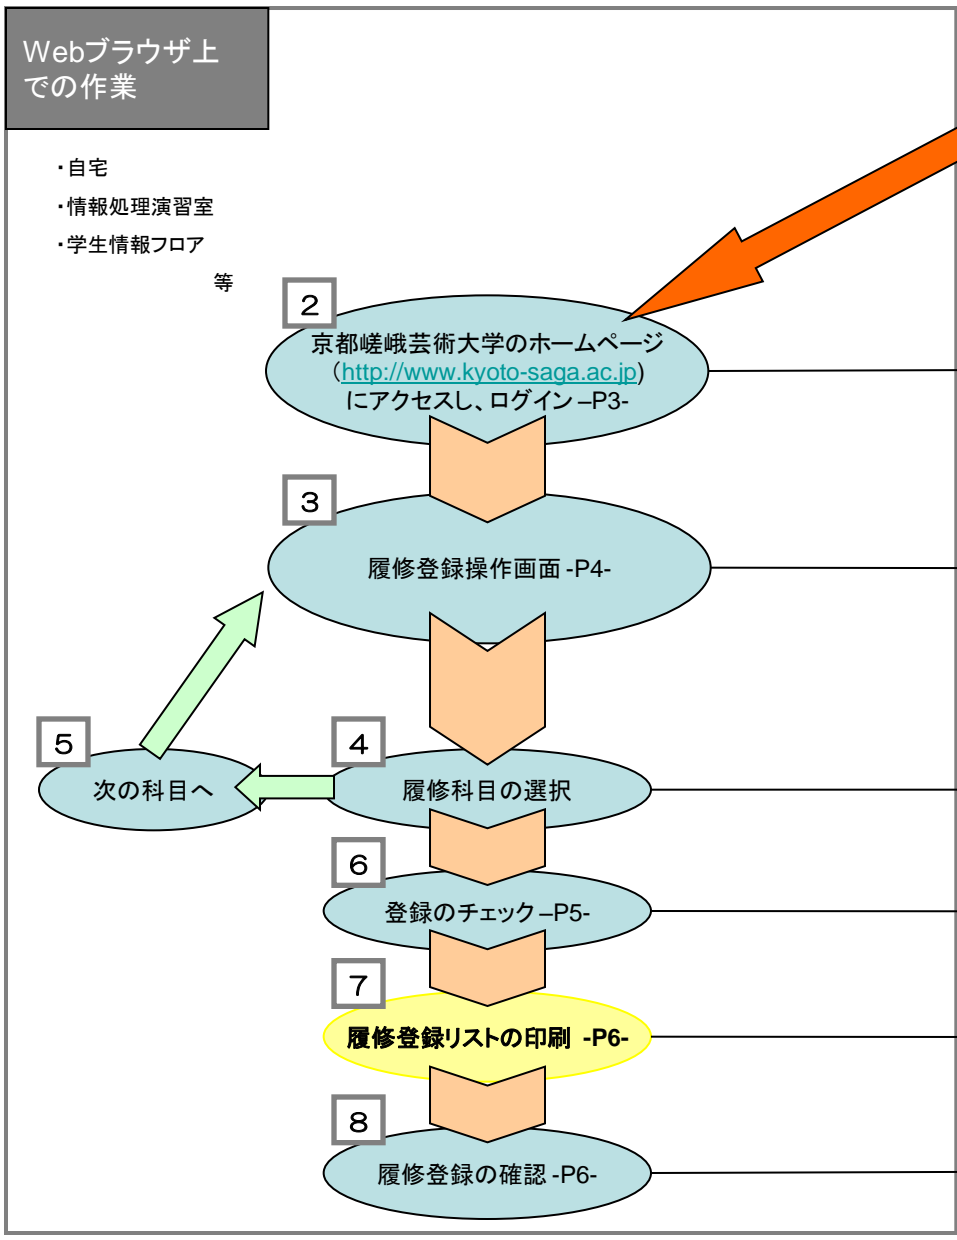 Webブラウザ上
での作業
・自宅
・情報処理演習室
・学生情報フロア
等
２
京都嵯峨芸術大学のホームページ
（http://www.kyoto-saga.ac.jp)
にアクセスし、ログイン –P3-
３
履修登録操作画面 -P4-
５
次の科目へ
４
履修科目の選択
６
登録のチェック –P5-
７
履修登録リストの印刷 -P6-
８
履修登録の確認 -P6-